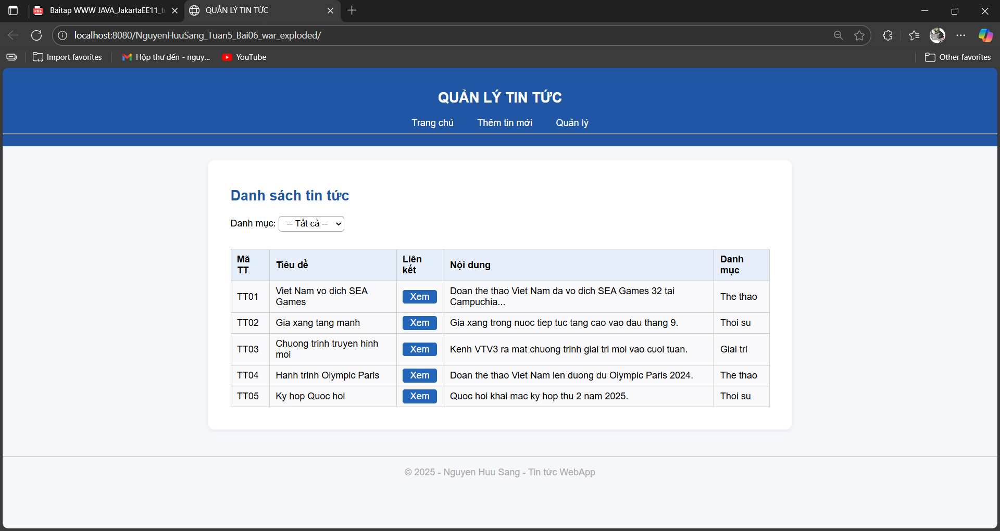 Baitap WWW JAVA_JakartaEE11_tu
QUẢN LÝ TIN TỨC
localhost:8080/NguyenHuuSang_Tuan5_Bai06_war_exploded/
Import favorites
Hộp thư đến - nguy...
YouTube
Other favorites
QUẢN LÝ TIN TỨC
Trang chủ Thêm tin mới Quản lý
Danh sách tin tức
Danh mục: -- Tất cả --
Mã TT Tiêu đề Liên kết Nội dung Danh mục
TT01 Viet Nam vo dich SEA Games Xem Doan the thao Viet Nam da vo dich SEA Games 32 tai Campuchia... The thao
TT02 Gia xang tang manh Xem Gia xang trong nuoc tiep tuc tang cao vao dau thang 9. Thoi su
TT03 Chuong trinh truyen hinh moi Xem Kenh VTV3 ra mat chuong trinh giai tri moi vao cuoi tuan. Giai tri
TT04 Hanh trinh Olympic Paris Xem Doan the thao Viet Nam len duong du Olympic Paris 2024. The thao
TT05 Ky hop Quoc hoi Xem Quoc hoi khai mac ky hop thu 2 nam 2025. Thoi su
© 2025 - Nguyen Huu Sang - Tin tức WebApp